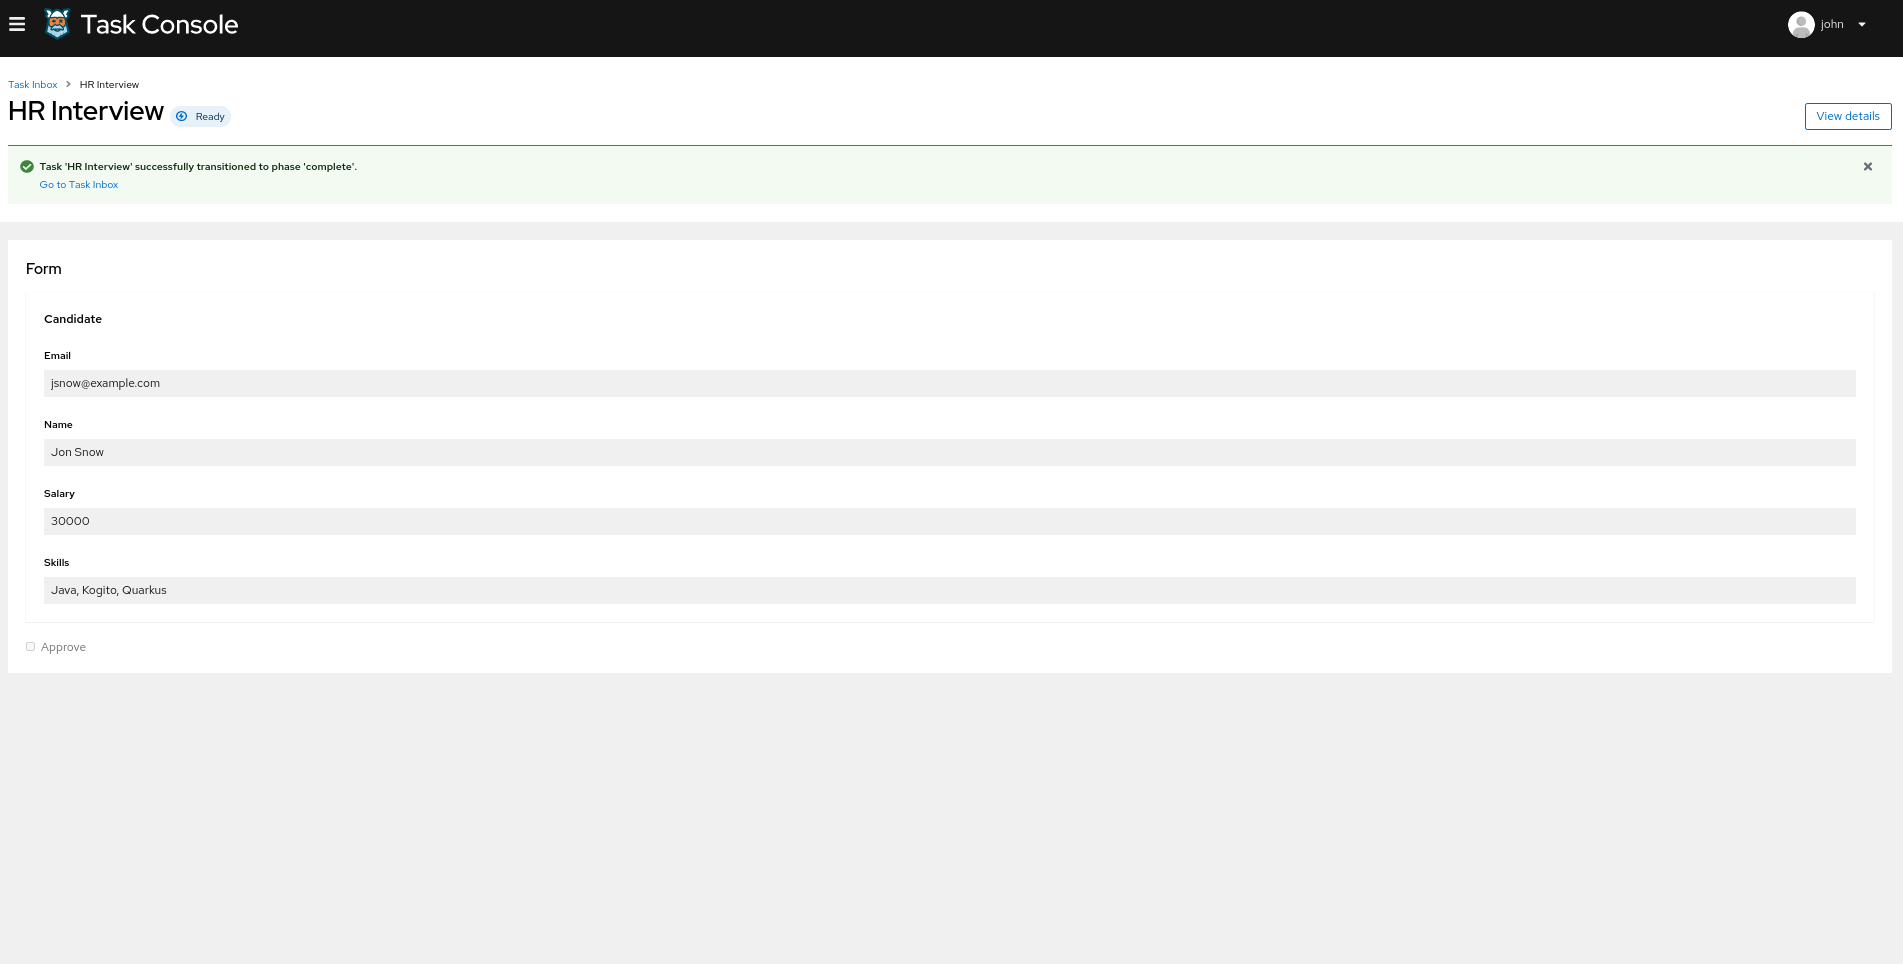 Task Console
john
Task Inbox > HR Interview
HR Interview Ready
View details
Task 'HR Interview' successfully transitioned to phase 'complete'.
Go to Task Inbox
Form
Candidate
Email
jsnow@example.com
Name
Jon Snow
Salary
30000
Skills
Java, Kogito, Quarkus
Approve